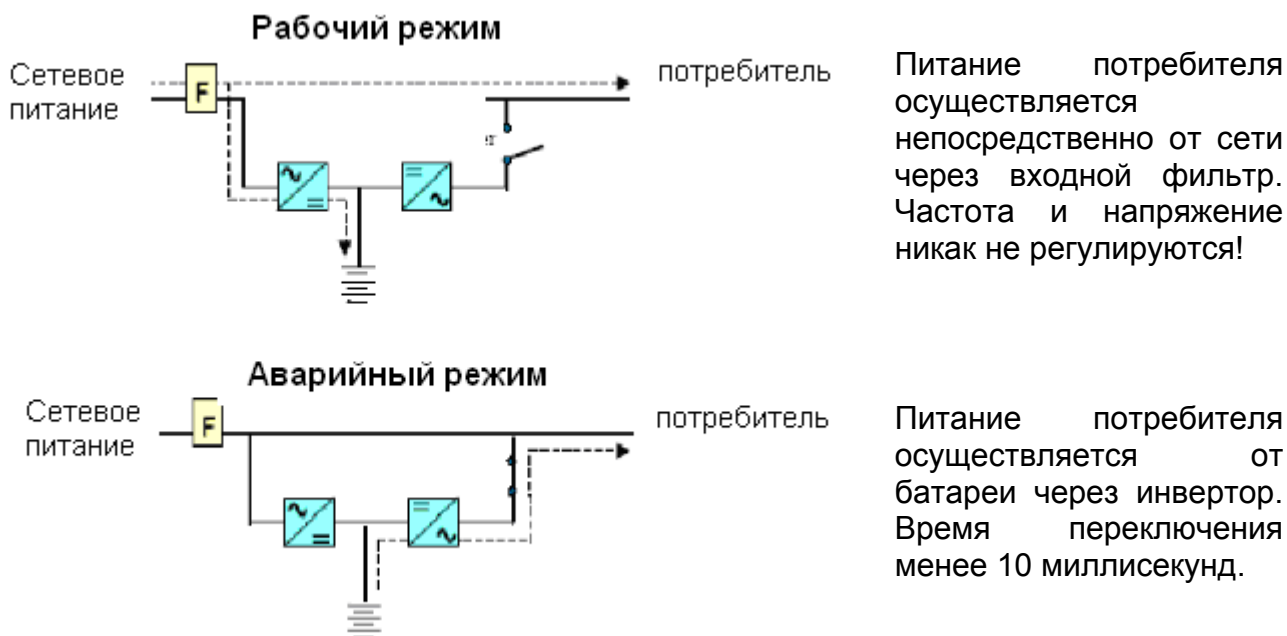 Рабочий режим
Сетевое
питание
F
потребитель
Питание потребителя
осуществляется
непосредственно от сети
через входной фильтр.
Частота и напряжение
никак не регулируются!
Аварийный режим
Сетевое
питание
F
потребитель
Питание потребителя
осуществляется от
батареи через инвертор.
Время переключения
менее 10 миллисекунд.